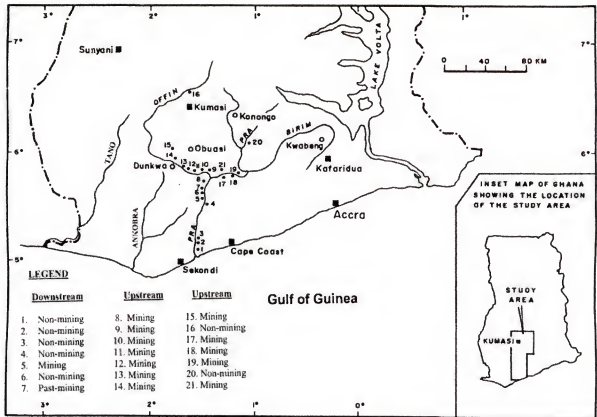 3° 2° 1° 0° 1°
7° 7°
Sunyani
LAKE VOLTA
0 40 80 KM
OFFIN
16
Kumasi
Konongo
PRA
20
BIRIM
Kwabeng
Kafaridua
TANO
15
14
Obuasi
Dunkwa
13 12 11 10 9 21 19
8 17 18
6° 6°
7
6
5
4
Accra
ANKOBRA
PRA
3
2
1
Cape Coast
Sekondi
5°
Gulf of Guinea
INSET MAP OF GHANA
SHOWING THE LOCATION
OF THE STUDY AREA
STUDY
AREA
KUMASI
LEGEND
Downstream Upstream Upstream
1. Non-mining 8. Mining 15. Mining
2. Non-mining 9. Mining 16 Non-mining
3. Non-mining 10. Mining 17. Mining
4. Non-mining 11. Mining 18. Mining
5. Mining 12. Mining 19. Mining
6. Non-mining 13. Mining 20. Non-mining
7. Past-mining 14. Mining 21. Mining
3° 2° 1° 0°